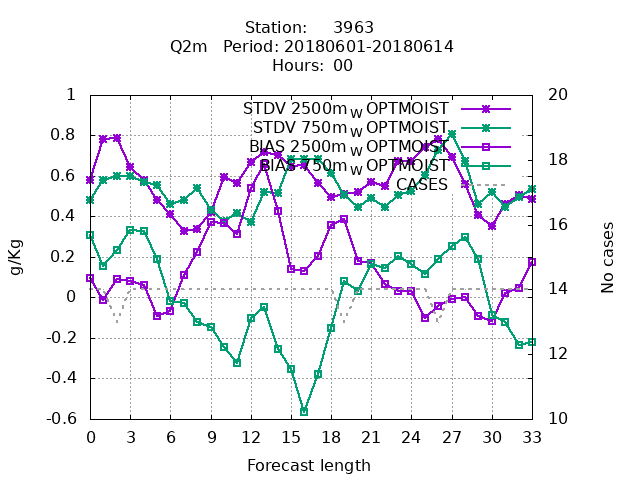 Station: 3963
Q2m Period: 20180601-20180614
Hours: 00
STDV 2500m_W OPTMOIST
STDV 750m_W OPTMOIST
BIAS 2500m_W OPTMOIST
BIAS 750m_W OPTMOIST
CASES
1
0.8
0.6
0.4
0.2
0
-0.2
-0.4
-0.6
20
18
16
14
12
10
g/Kg
No cases
0 3 6 9 12 15 18 21 24 27 30 33
Forecast length